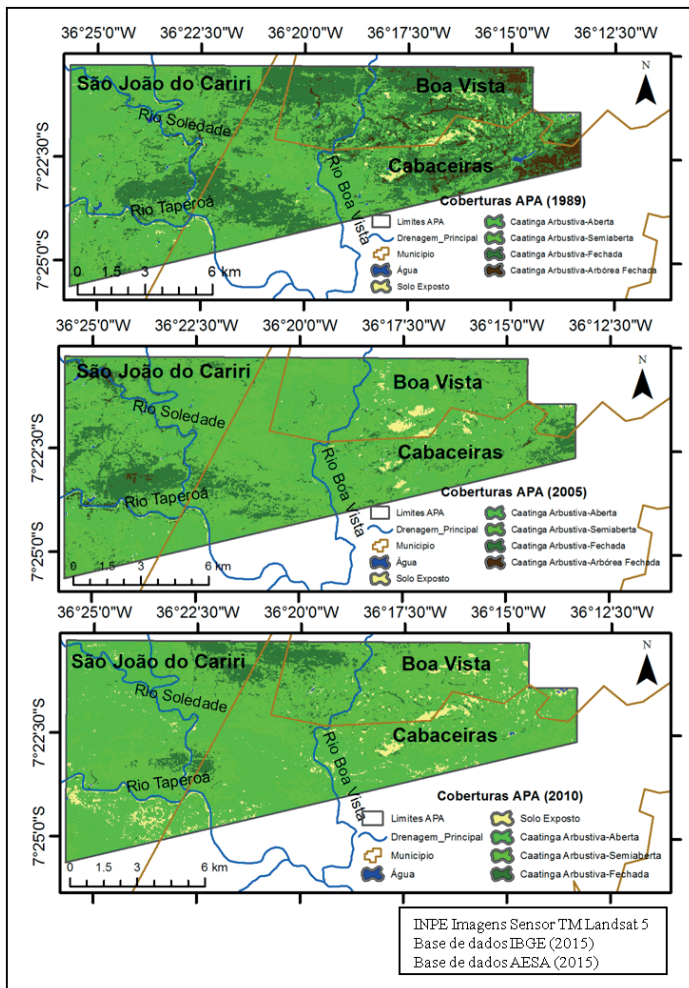 36°25'0"W 36°22'30"W 36°20'0"W 36°17'30"W 36°15'0"W 36°12'30"W
São João do Cariri
Boa Vista
N
Rio Soledade
7°22'30"S
Rio Boa Vista
Cabaceiras
Rio Taperoá
Coberturas APA (1989)
Limites APA
Drenagem_Principal
Município
Água
Solo Exposto
Caatinga Arbustiva-Aberta
Caatinga Arbustiva-Semiaberta
Caatinga Arbustiva-Fechada
Caatinga Arbustiva-Arbórea Fechada
7°25'0"S
0 1.5 3 6 km
36°25'0"W 36°22'30"W 36°20'0"W 36°17'30"W 36°15'0"W 36°12'30"W
São João do Cariri
Boa Vista
N
Rio Soledade
7°22'30"S
Rio Boa Vista
Cabaceiras
Rio Taperoá
Coberturas APA (2005)
Limites APA
Drenagem_Principal
Município
Água
Solo Exposto
Caatinga Arbustiva-Aberta
Caatinga Arbustiva-Semiaberta
Caatinga Arbustiva-Fechada
Caatinga Arbustiva-Arbórea Fechada
7°25'0"S
0 1.5 3 6 km
36°25'0"W 36°22'30"W 36°20'0"W 36°17'30"W 36°15'0"W 36°12'30"W
São João do Cariri
Boa Vista
N
Rio Soledade
7°22'30"S
Rio Boa Vista
Cabaceiras
Rio Taperoá
Coberturas APA (2010)
Limites APA
Drenagem_Principal
Município
Água
Solo Exposto
Caatinga Arbustiva-Aberta
Caatinga Arbustiva-Semiaberta
Caatinga Arbustiva-Fechada
7°25'0"S
0 1.5 3 6 km
INPE Imagens Sensor TM Landsat 5
Base de dados IBGE (2015)
Base de dados AESA (2015)